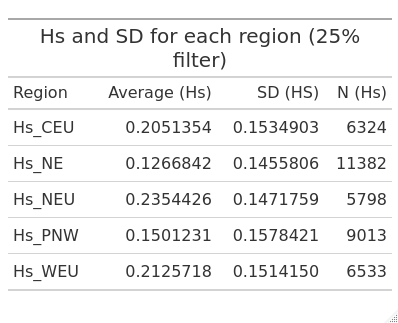 Hs and SD for each region (25%
filter)
Region Average (Hs) SD (HS) N (Hs)
Hs_CEU 0.2051354 0.1534903 6324
Hs_NE 0.1266842 0.1455806 11382
Hs_NEU 0.2354426 0.1471759 5798
Hs_PNW 0.1501231 0.1578421 9013
Hs_WEU 0.2125718 0.1514150 6533